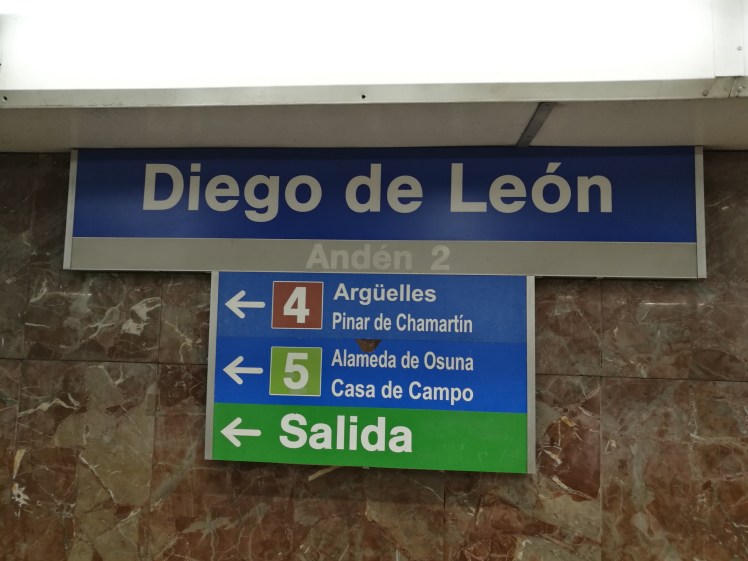 Diego de León
Andén 2
← 4 Argüelles
Pinar de Chamartín
← 5 Alameda de Osuna
Casa de Campo
← Salida